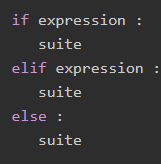 if expression :
   suite
elif expression :
   suite
else :
   suite